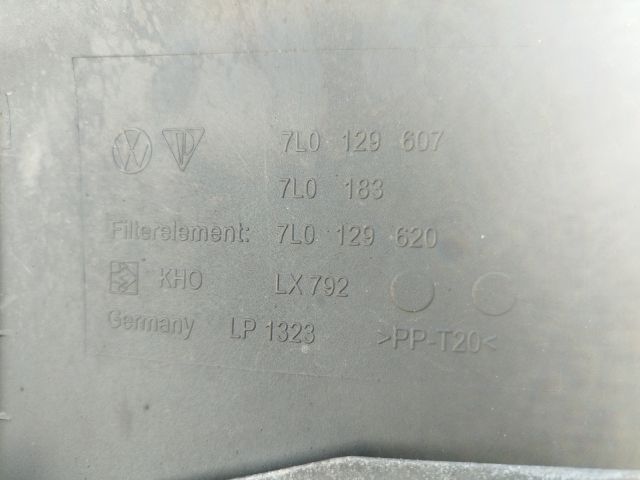 7L0 129 607
7L0 183
Filterelement: 7L0 129 620
KHO LX 792
Germany LP 1323 >PP-T20<